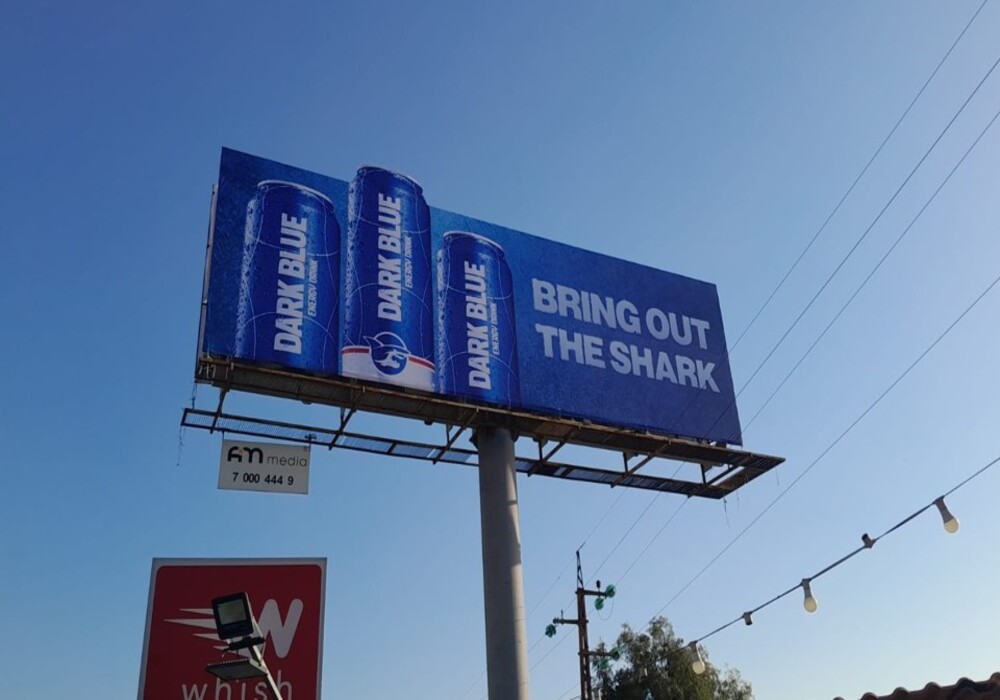 DARK BLUE
ENERGY DRINK
DARK BLUE
ENERGY DRINK
DARK BLUE
ENERGY DRINK
BRING OUT
THE SHARK
media
7 000 444 9
W
whish